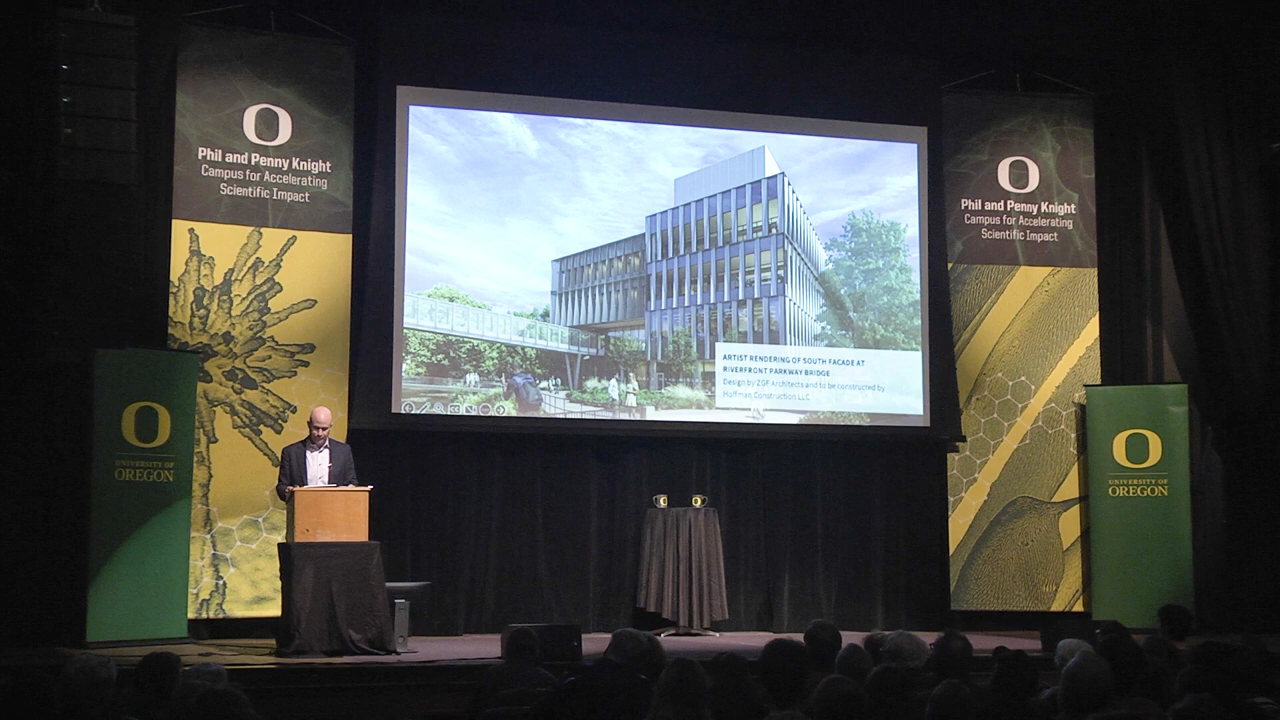 O
Phil and Penny Knight
Campus for Accelerating
Scientific Impact
O
UNIVERSITY OF
OREGON
ARTIST RENDERING OF SOUTH FACADE AT
RIVERFRONT PARKWAY BRIDGE
Design by ZGF Architects and to be constructed by
Hoffman Construction LLC
O
Phil and Penny Knight
Campus for Accelerating
Scientific Impact
O
UNIVERSITY OF
OREGON